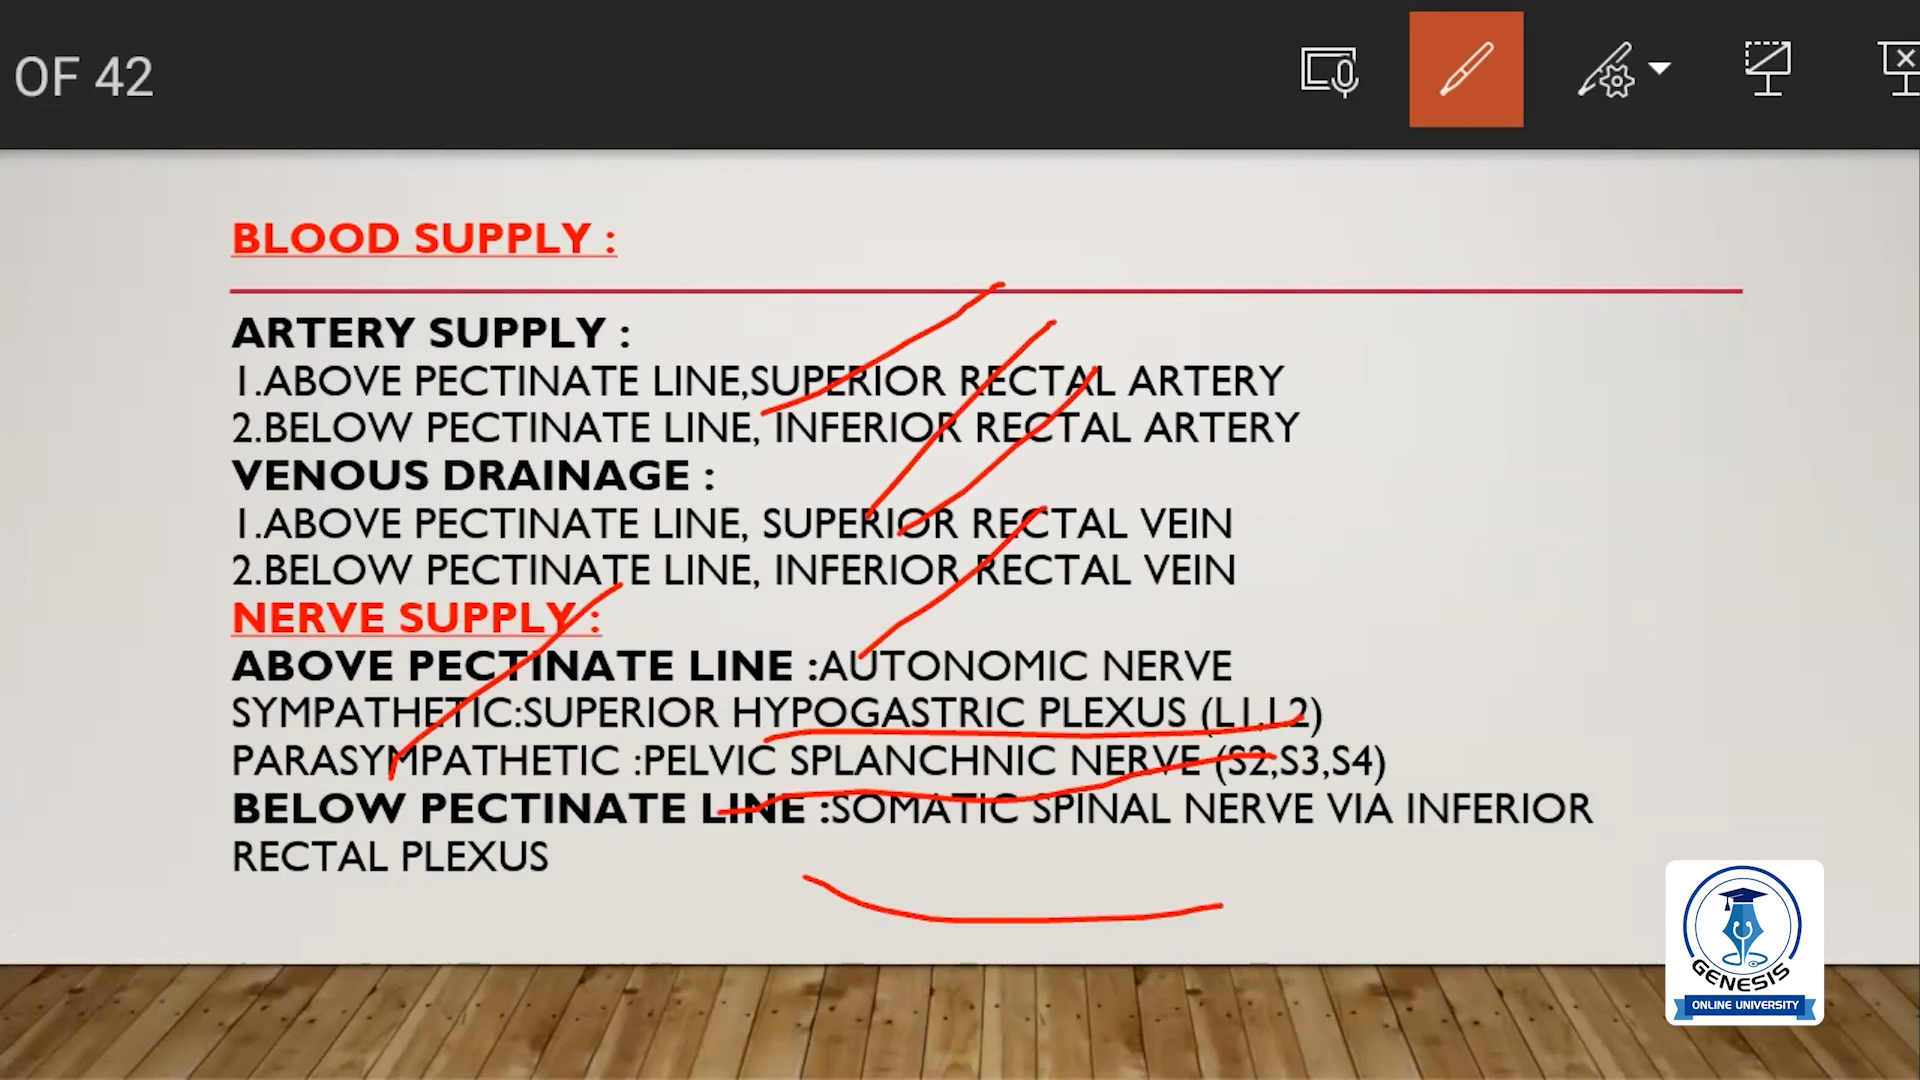 OF 42
BLOOD SUPPLY :
ARTERY SUPPLY :
1.ABOVE PECTINATE LINE,SUPERIOR RECTAL ARTERY
2.BELOW PECTINATE LINE, INFERIOR RECTAL ARTERY
VENOUS DRAINAGE :
1.ABOVE PECTINATE LINE, SUPERIOR RECTAL VEIN
2.BELOW PECTINATE LINE, INFERIOR RECTAL VEIN
NERVE SUPPLY :
ABOVE PECTINATE LINE :AUTONOMIC NERVE
SYMPATHETIC:SUPERIOR HYPOGASTRIC PLEXUS (L1,L2)
PARASYMPATHETIC :PELVIC SPLANCHNIC NERVE (S2,S3,S4)
BELOW PECTINATE LINE :SOMATIC SPINAL NERVE VIA INFERIOR
RECTAL PLEXUS
GENESIS
ONLINE UNIVERSITY